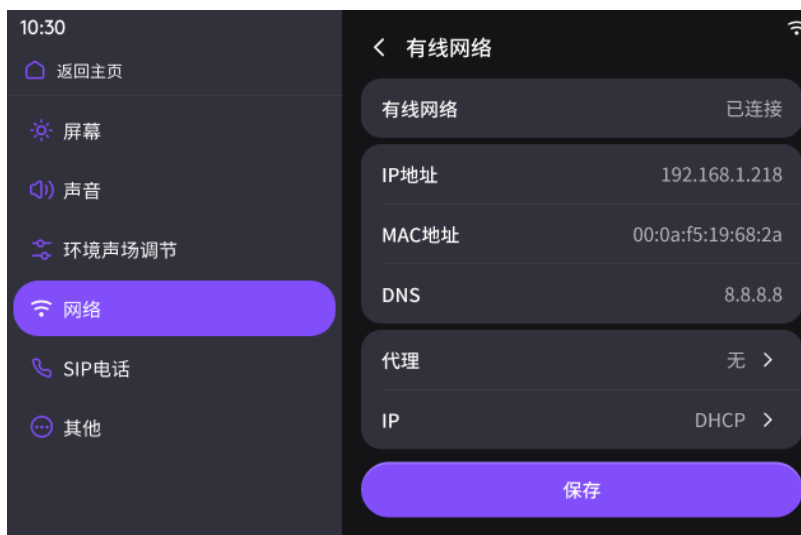 10:30
返回主页
屏幕
声音
环境声场调节
网络
SIP电话
其他
有线网络
有线网络 已连接
IP地址 192.168.1.218
MAC地址 00:0a:f5:19:68:2a
DNS 8.8.8.8
代理 无
IP DHCP
保存